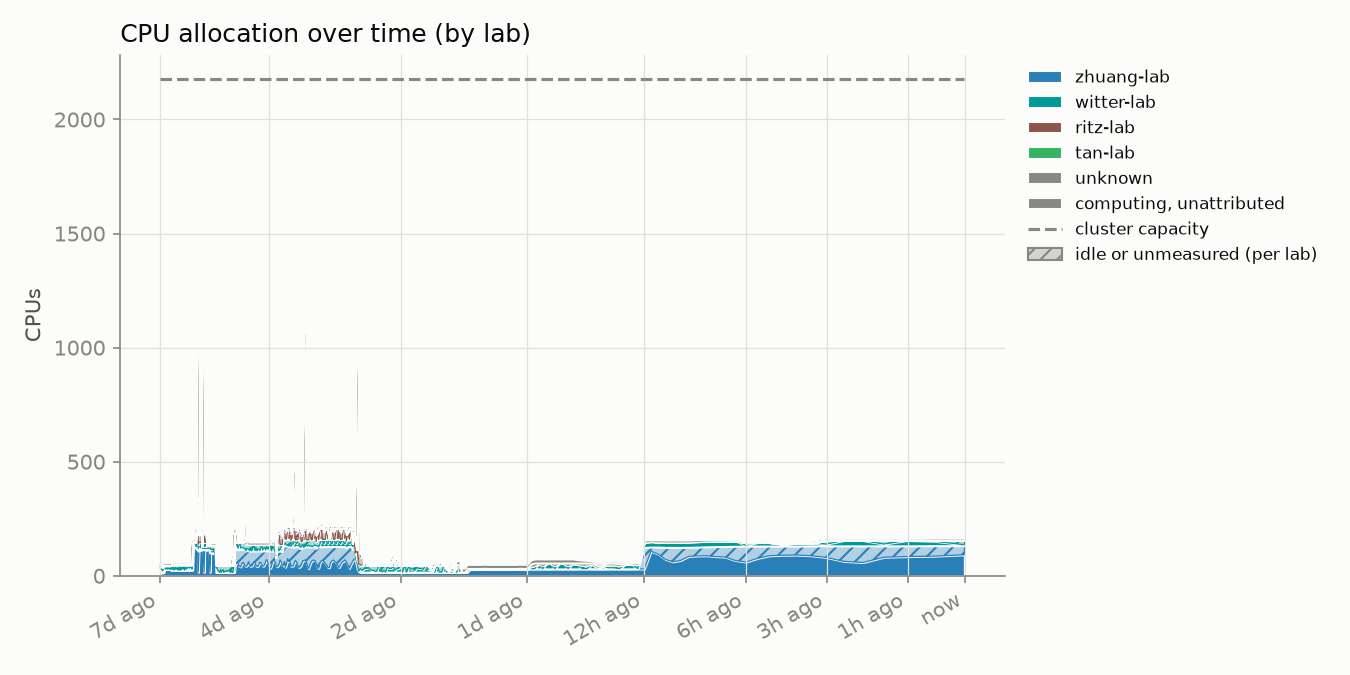 CPU allocation over time (by lab)
CPUs
2000
1500
1000
500
0
7d ago
4d ago
2d ago
1d ago
12h ago
6h ago
3h ago
1h ago
now
zhuang-lab
witter-lab
ritz-lab
tan-lab
unknown
computing, unattributed
cluster capacity
idle or unmeasured (per lab)